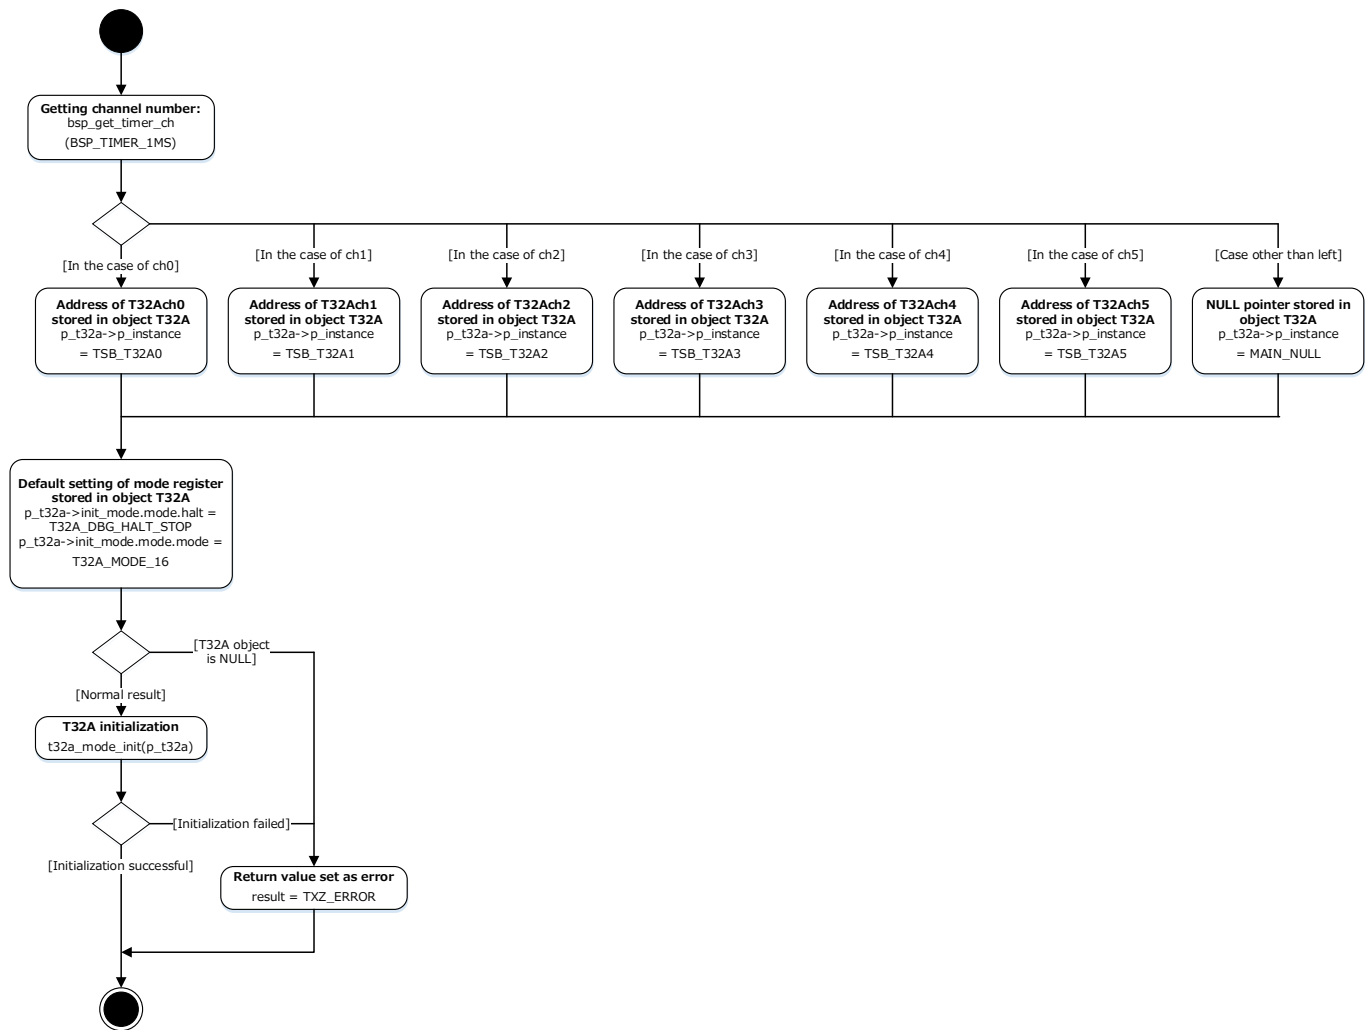 Getting channel number:
bsp_get_timer_ch
(BSP_TIMER_1MS)
[In the case of ch0]
[In the case of ch1]
[In the case of ch2]
[In the case of ch3]
[In the case of ch4]
[In the case of ch5]
[Case other than left]
Address of T32Ach0
stored in object T32A
p_t32a->p_instance
= TSB_T32A0
Address of T32Ach1
stored in object T32A
p_t32a->p_instance
= TSB_T32A1
Address of T32Ach2
stored in object T32A
p_t32a->p_instance
= TSB_T32A2
Address of T32Ach3
stored in object T32A
p_t32a->p_instance
= TSB_T32A3
Address of T32Ach4
stored in object T32A
p_t32a->p_instance
= TSB_T32A4
Address of T32Ach5
stored in object T32A
p_t32a->p_instance
= TSB_T32A5
NULL pointer stored in
object T32A
p_t32a->p_instance
= MAIN_NULL
Default setting of mode register
stored in object T32A
p_t32a->init_mode.mode.halt =
T32A_DBG_HALT_STOP
p_t32a->init_mode.mode.mode =
T32A_MODE_16
[T32A object
is NULL]
[Normal result]
T32A initialization
t32a_mode_init(p_t32a)
[Initialization failed]
[Initialization successful]
Return value set as error
result = TXZ_ERROR